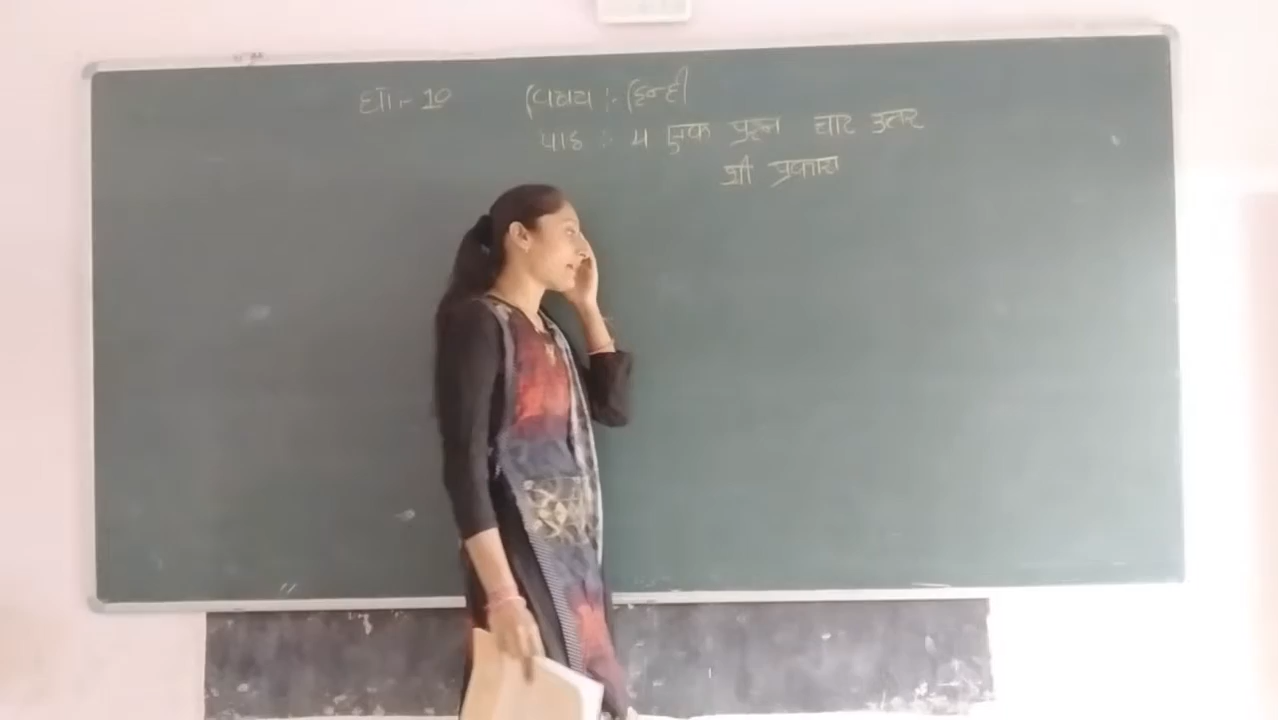 ધો :- 10 विषय :- हिन्दी
पाठ :- 4 एक प्रश्न चार उत्तर
श्री प्रकाश